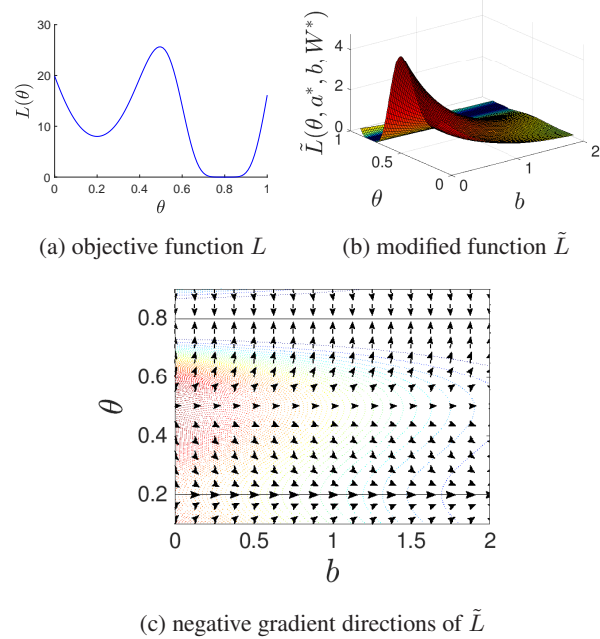 30
20
10
0
L(θ)
0 0.2 0.4 0.6 0.8 1
θ
(a) objective function L
4
2
0
L̃(θ, a*, b, W*)
1
0.5
0
θ
0
1
2
b
(b) modified function L̃
0.8
0.6
0.4
0.2
θ
0 0.5 1 1.5 2
b
(c) negative gradient directions of L̃